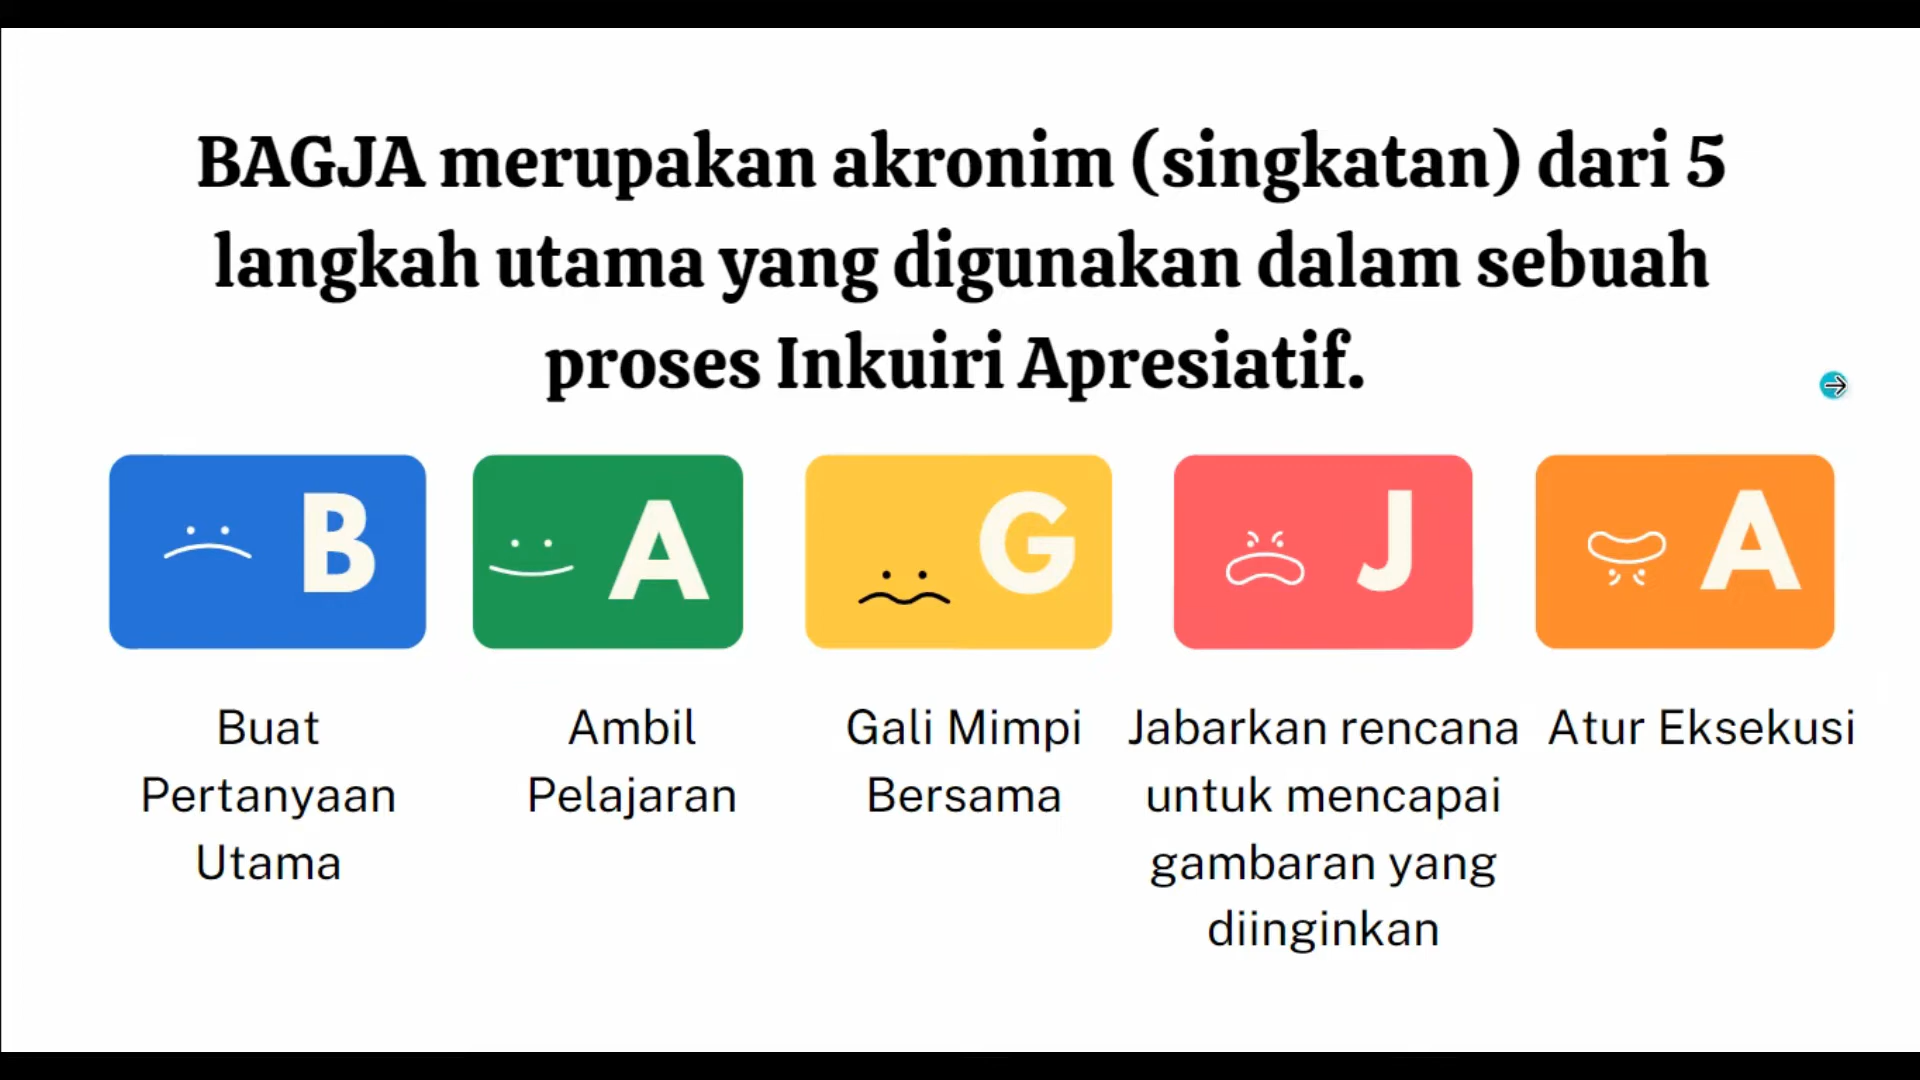 BAGJA merupakan akronim (singkatan) dari 5
langkah utama yang digunakan dalam sebuah
proses Inkuiri Apresiatif.
B
A
G
J
A
Buat
Pertanyaan
Utama
Ambil
Pelajaran
Gali Mimpi
Bersama
Jabarkan rencana
untuk mencapai
gambaran yang
diinginkan
Atur Eksekusi